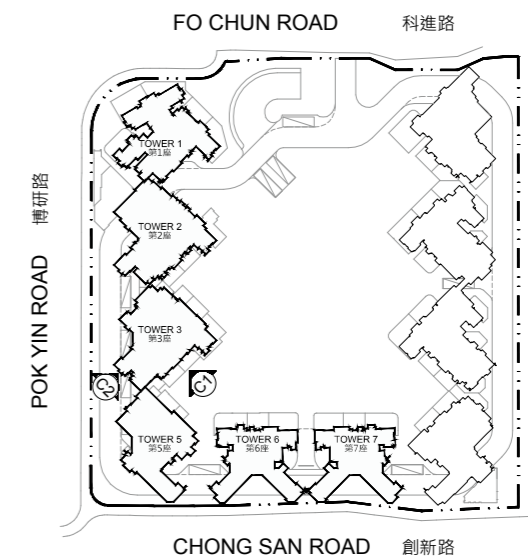 FO CHUN ROAD 科進路
TOWER 1
第1座
TOWER 2
第2座
博研路
POK YIN ROAD
TOWER 3
第3座
C2
C1
TOWER 5
第5座
TOWER 6
第6座
TOWER 7
第7座
CHONG SAN ROAD 創新路